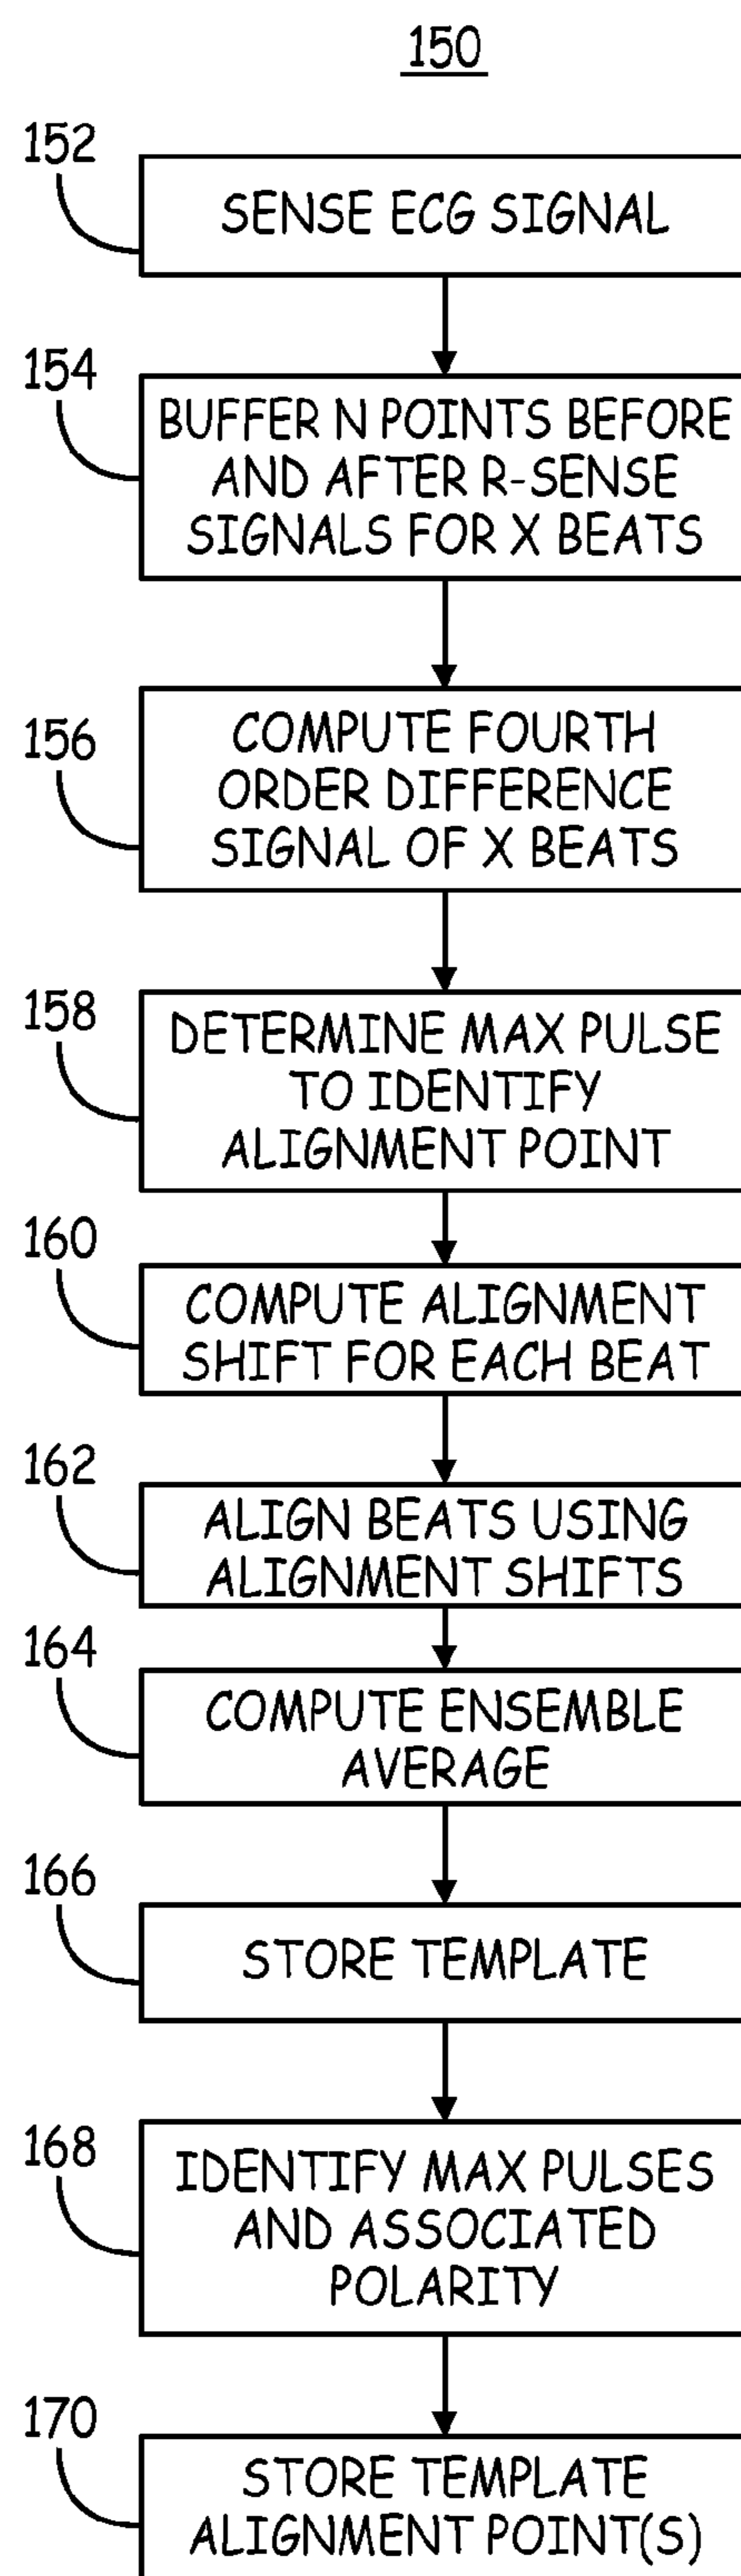 150
152
SENSE ECG SIGNAL
154
BUFFER N POINTS BEFORE
AND AFTER R-SENSE
SIGNALS FOR X BEATS
156
COMPUTE FOURTH
ORDER DIFFERENCE
SIGNAL OF X BEATS
158
DETERMINE MAX PULSE
TO IDENTIFY
ALIGNMENT POINT
160
COMPUTE ALIGNMENT
SHIFT FOR EACH BEAT
162
ALIGN BEATS USING
ALIGNMENT SHIFTS
164
COMPUTE ENSEMBLE
AVERAGE
166
STORE TEMPLATE
168
IDENTIFY MAX PULSES
AND ASSOCIATED
POLARITY
170
STORE TEMPLATE
ALIGNMENT POINT(S)